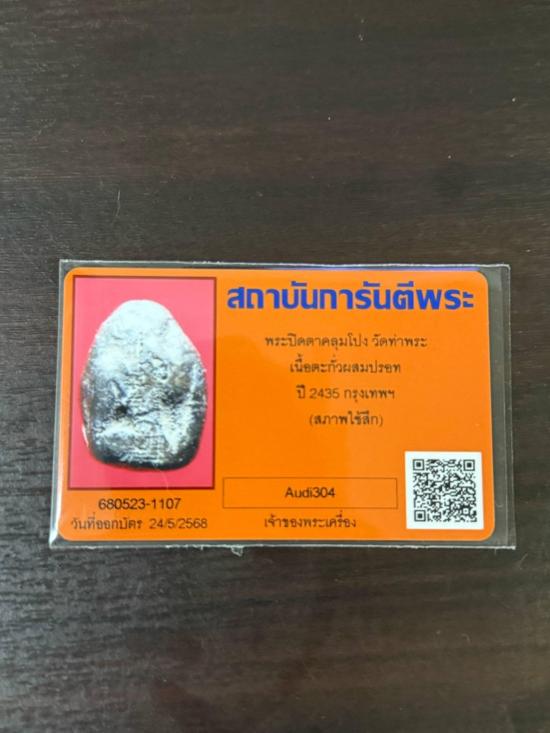 สถาบันการันตีพระ
พระปิดตาคลุมโปง วัดท่าพระ
เนื้อตะกั่วผสมปรอท
ปี 2435 กรุงเทพฯ
(สภาพใช้สึก)
Audi304
เจ้าของพระเครื่อง
680523-1107
วันที่ออกบัตร 24/5/2568